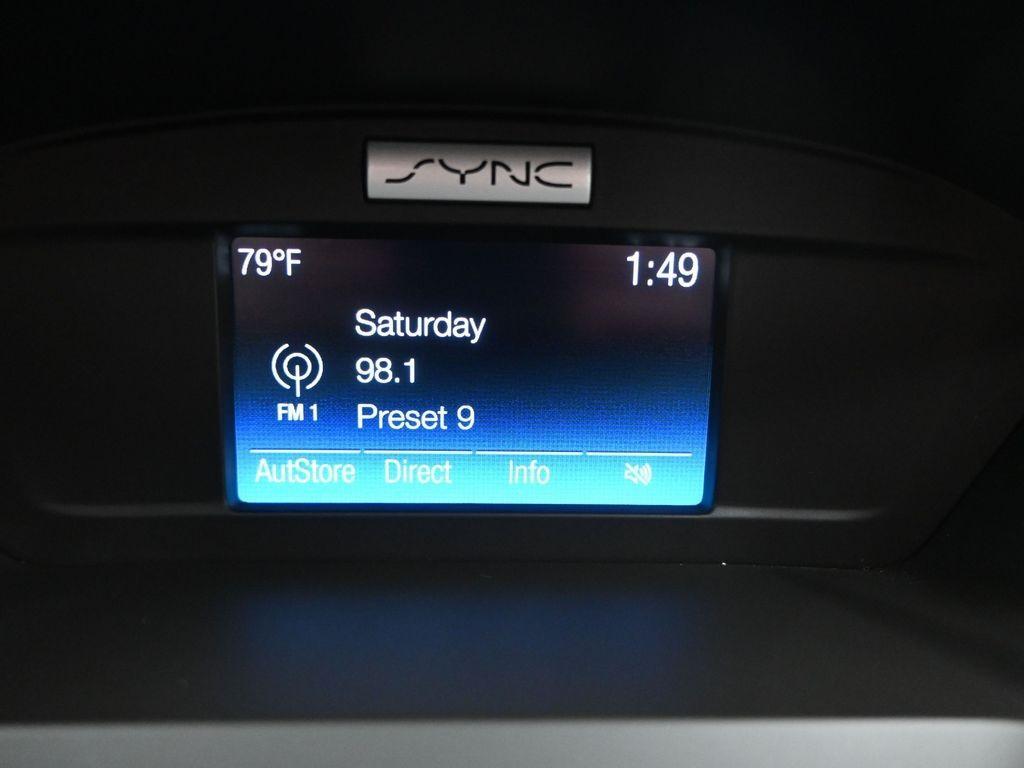 SYNC
79°F 1:49
Saturday
98.1
FM 1
Preset 9
AutStore Direct Info